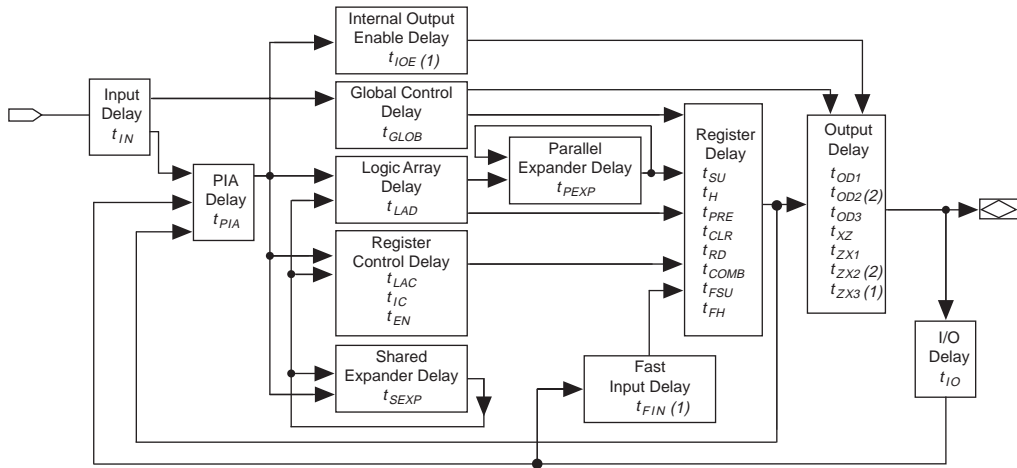 Internal Output
Enable Delay
tIOE (1)
Input
Delay
tIN
Global Control
Delay
tGLOB
PIA
Delay
tPIA
Logic Array
Delay
tLAD
Parallel
Expander Delay
tPEXP
Register
Control Delay
tLAC
tIC
tEN
Shared
Expander Delay
tSEXP
Fast
Input Delay
tFIN (1)
Register
Delay
tSU
tH
tPRE
tCLR
tRD
tCOMB
tFSU
tFH
Output
Delay
tOD1
tOD2 (2)
tOD3
tXZ
tZX1
tZX2 (2)
tZX3 (1)
I/O
Delay
tIO